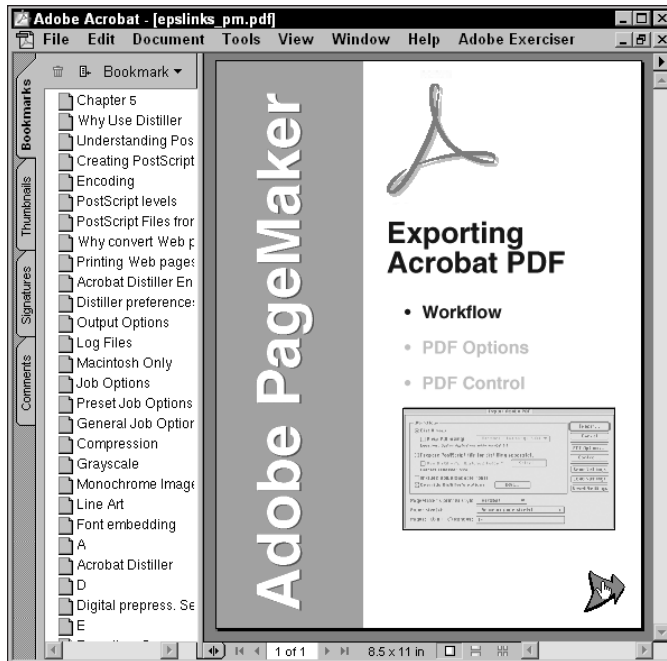 Adobe Acrobat - [epslinks_pm.pdf]
File Edit Document Tools View Window Help Adobe Exerciser
Bookmark
Bookmarks
Thumbnails
Signatures
Comments
Chapter 5
Why Use Distiller
Understanding Pos
Creating PostScript
Encoding
PostScript levels
PostScript Files fror
Why convert Web p
Printing Web pages
Acrobat Distiller En
Distiller preferences
Output Options
Log Files
Macintosh Only
Job Options
Preset Job Options
General Job Option
Compression
Grayscale
Monochrome Image
Line Art
Font embedding
A
Acrobat Distiller
D
Digital prepress. Se
E
Adobe PageMaker
Exporting
Acrobat PDF
• Workflow
• PDF Options
• PDF Control
1 of 1
8.5 x 11 in